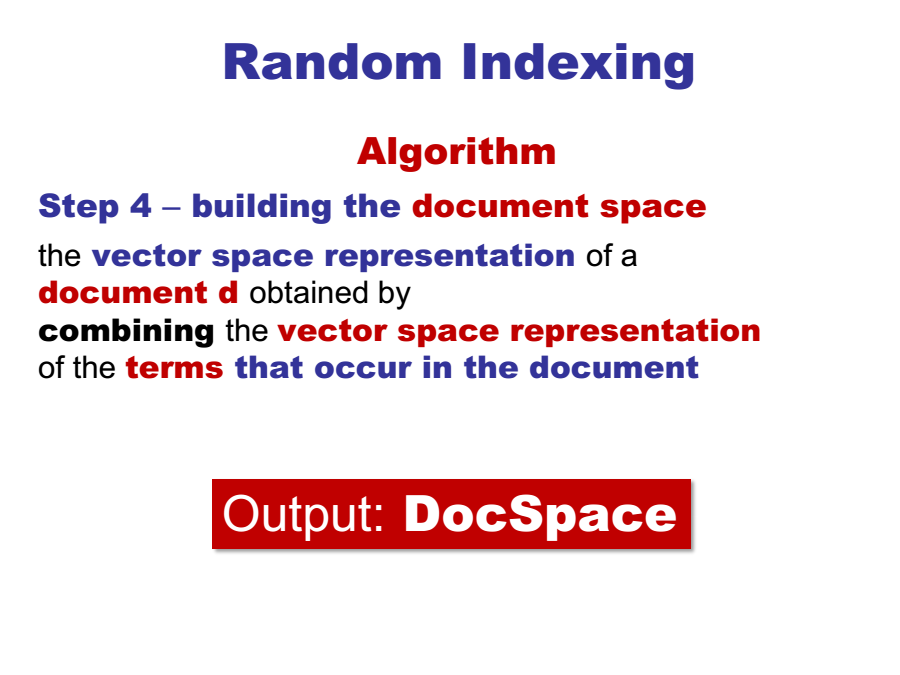 Random Indexing
Algorithm
Step 4 – building the document space
the vector space representation of a
document d obtained by
combining the vector space representation
of the terms that occur in the document
Output: DocSpace